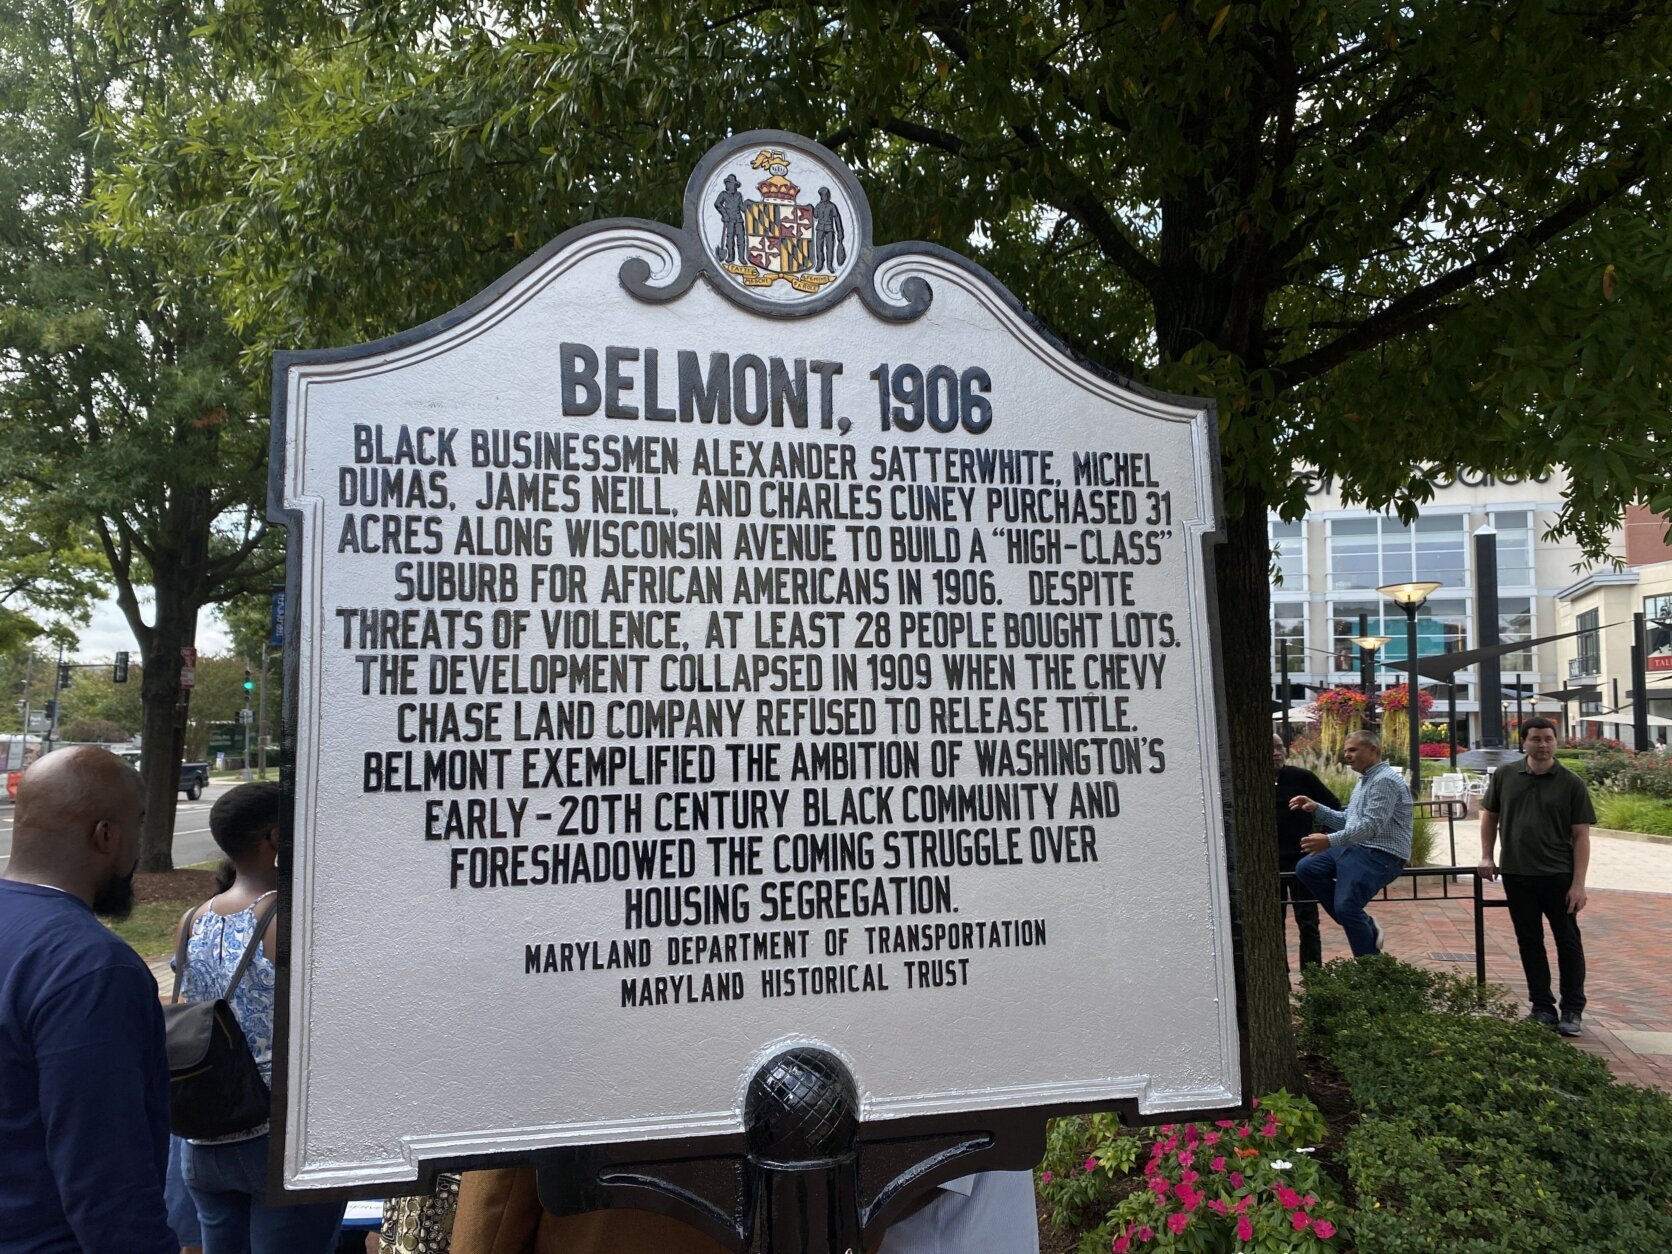 BELMONT, 1906
BLACK BUSINESSMEN ALEXANDER SATTERWHITE, MICHEL
DUMAS, JAMES NEILL, AND CHARLES CUNEY PURCHASED 31
ACRES ALONG WISCONSIN AVENUE TO BUILD A “HIGH-CLASS”
SUBURB FOR AFRICAN AMERICANS IN 1906. DESPITE
THREATS OF VIOLENCE, AT LEAST 28 PEOPLE BOUGHT LOTS.
THE DEVELOPMENT COLLAPSED IN 1909 WHEN THE CHEVY
CHASE LAND COMPANY REFUSED TO RELEASE TITLE.
BELMONT EXEMPLIFIED THE AMBITION OF WASHINGTON'S
EARLY-20TH CENTURY BLACK COMMUNITY AND
FORESHADOWED THE COMING STRUGGLE OVER
HOUSING SEGREGATION.
MARYLAND DEPARTMENT OF TRANSPORTATION
MARYLAND HISTORICAL TRUST